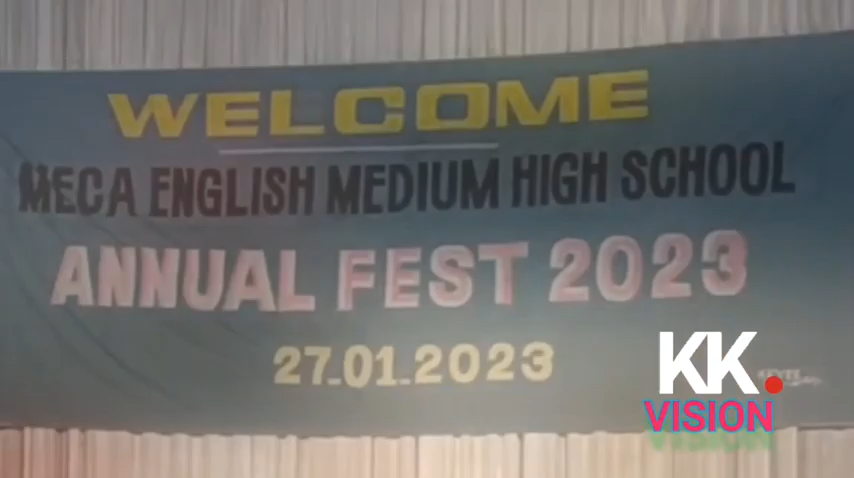 WELCOME
MECA ENGLISH MEDIUM HIGH SCHOOL
ANNUAL FEST 2023
27.01.2023
KK.
VISION